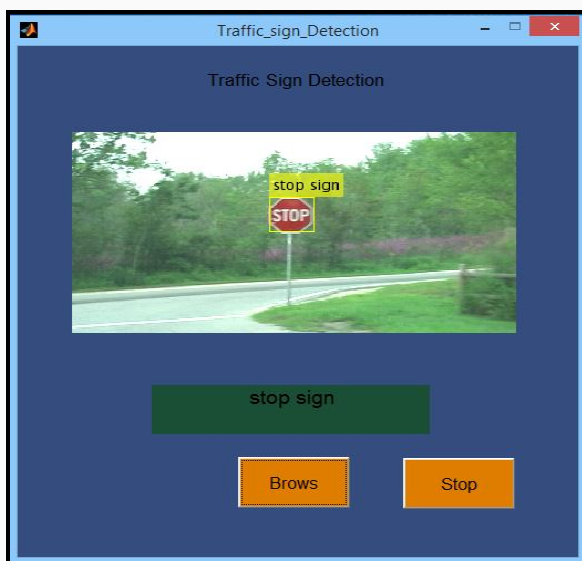 Traffic_sign_Detection
Traffic Sign Detection
stop sign
STOP
stop sign
Brows
Stop